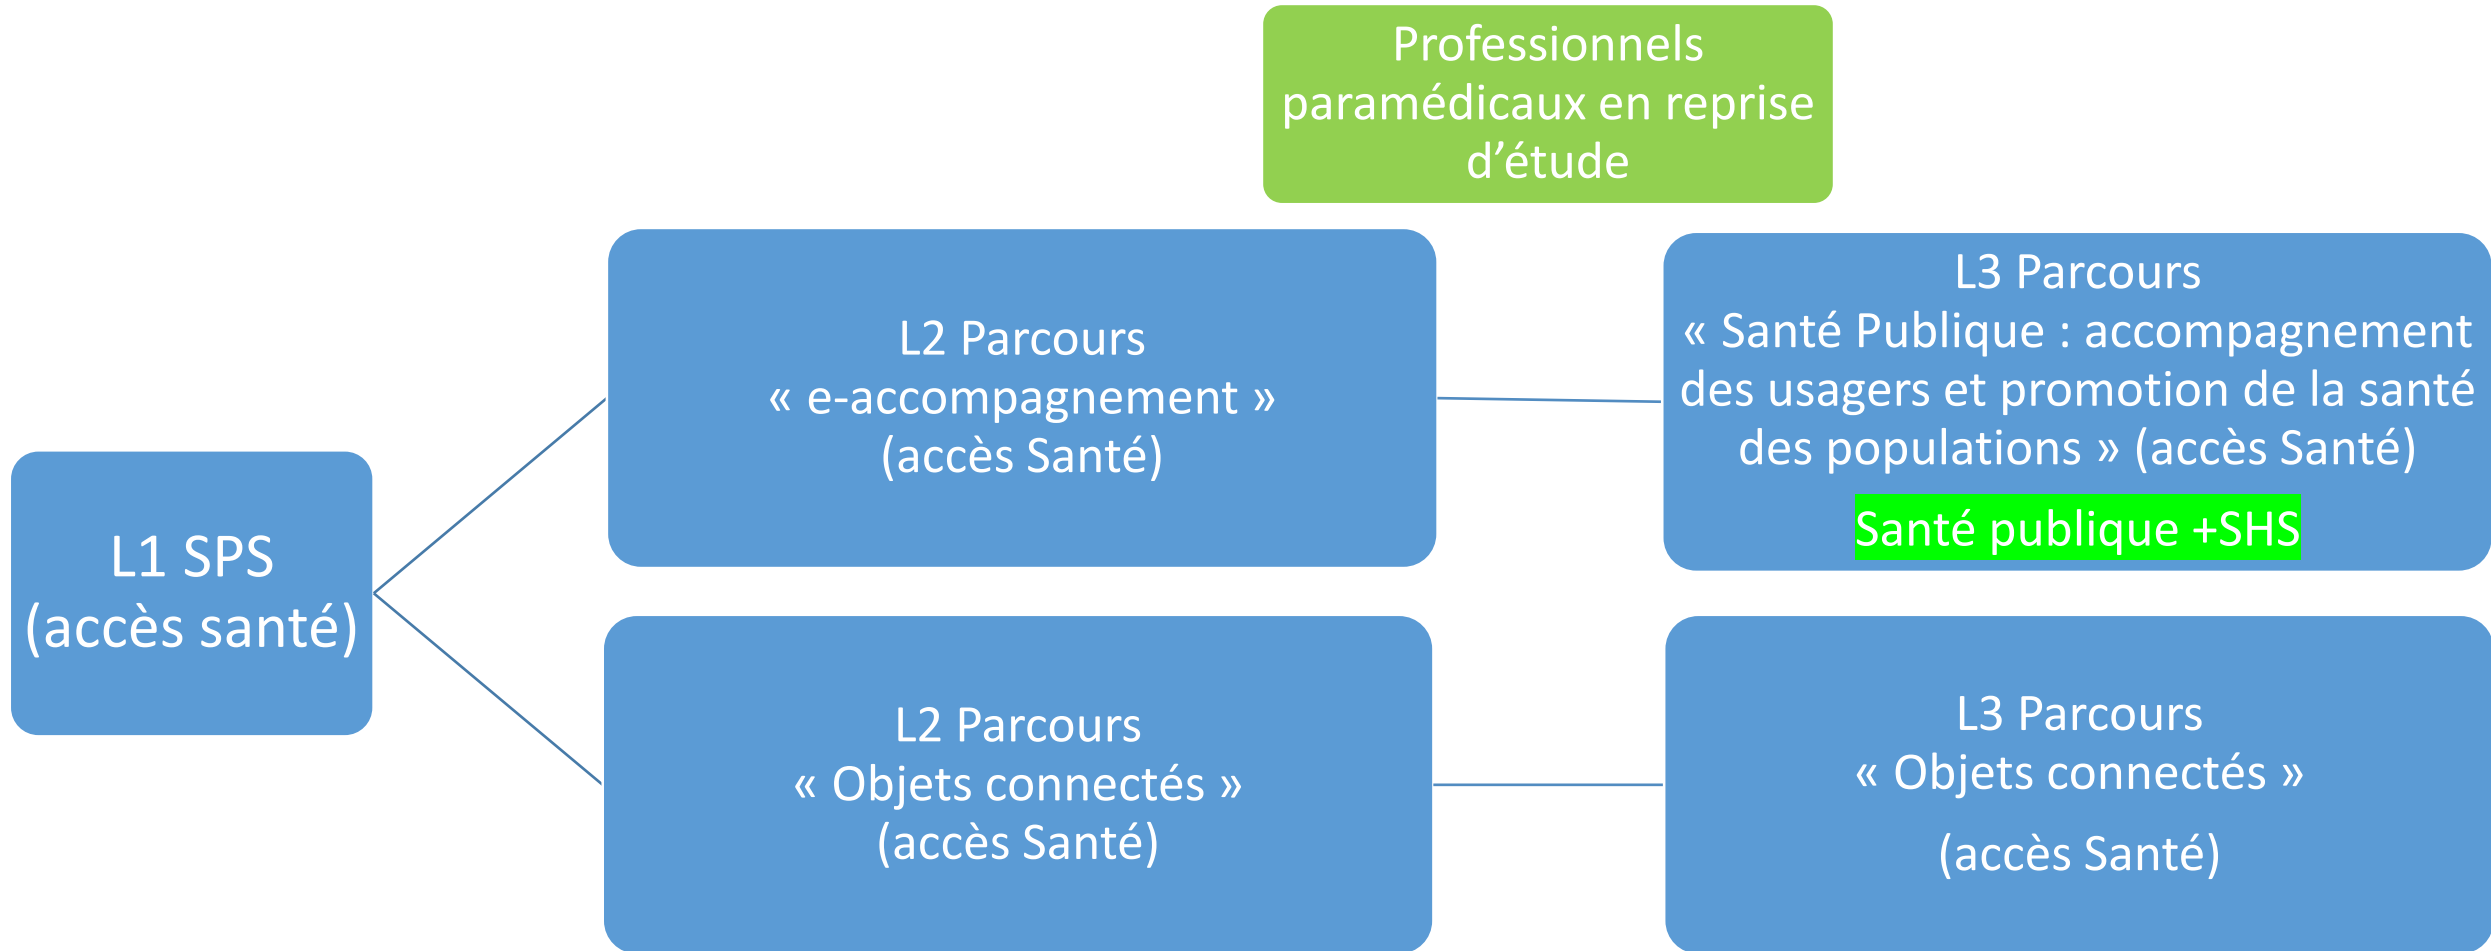 Professionnels
paramédicaux en reprise
d’étude
L1 SPS
(accès santé)
L2 Parcours
« e-accompagnement »
(accès Santé)
L3 Parcours
« Santé Publique : accompagnement
des usagers et promotion de la santé
des populations » (accès Santé)
Santé publique +SHS
L2 Parcours
« Objets connectés »
(accès Santé)
L3 Parcours
« Objets connectés »
(accès Santé)